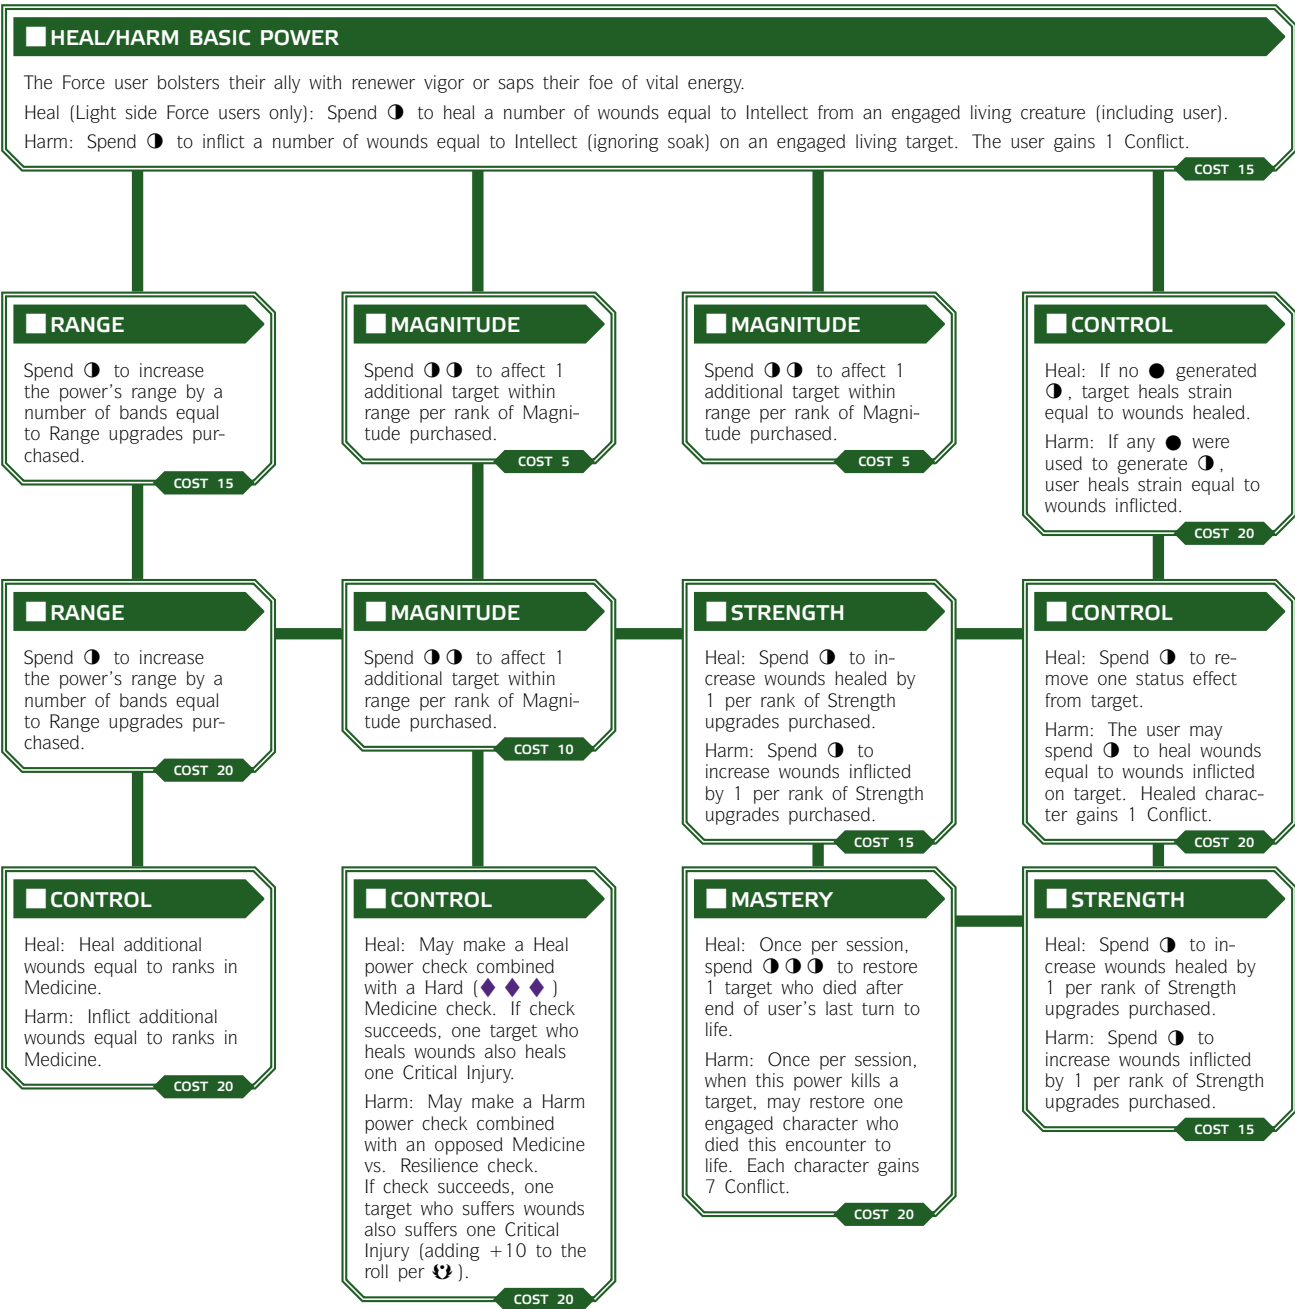 HEAL/HARM BASIC POWER
The Force user bolsters their ally with renewer vigor or saps their foe of vital energy.
Heal (Light side Force users only): Spend ◑ to heal a number of wounds equal to Intellect from an engaged living creature (including user).
Harm: Spend ◑ to inflict a number of wounds equal to Intellect (ignoring soak) on an engaged living target. The user gains 1 Conflict.
COST 15
RANGE
Spend ◑ to increase
the power's range by a
number of bands equal
to Range upgrades pur-
chased.
COST 15
MAGNITUDE
Spend ◑◑ to affect 1
additional target within
range per rank of Magni-
tude purchased.
COST 5
MAGNITUDE
Spend ◑◑ to affect 1
additional target within
range per rank of Magni-
tude purchased.
COST 5
CONTROL
Heal: If no ● generated
◑, target heals strain
equal to wounds healed.
Harm: If any ● were
used to generate ◑,
user heals strain equal to
wounds inflicted.
COST 20
RANGE
Spend ◑ to increase
the power's range by a
number of bands equal
to Range upgrades pur-
chased.
COST 20
MAGNITUDE
Spend ◑◑ to affect 1
additional target within
range per rank of Magni-
tude purchased.
COST 10
STRENGTH
Heal: Spend ◑ to in-
crease wounds healed by
1 per rank of Strength
upgrades purchased.
Harm: Spend ◑ to
increase wounds inflicted
by 1 per rank of Strength
upgrades purchased.
COST 15
CONTROL
Heal: Spend ◑ to re-
move one status effect
from target.
Harm: The user may
spend ◑ to heal wounds
equal to wounds inflicted
on target. Healed charac-
ter gains 1 Conflict.
COST 20
CONTROL
Heal: Heal additional
wounds equal to ranks in
Medicine.
Harm: Inflict additional
wounds equal to ranks in
Medicine.
COST 20
CONTROL
Heal: May make a Heal
power check combined
with a Hard (◆ ◆ ◆)
Medicine check. If check
succeeds, one target who
heals wounds also heals
one Critical Injury.
Harm: May make a Harm
power check combined
with an opposed Medicine
vs. Resilience check.
If check succeeds, one
target who suffers wounds
also suffers one Critical
Injury (adding +10 to the
roll per ).
COST 20
MASTERY
Heal: Once per session,
spend ◑◑◑ to restore
1 target who died after
end of user's last turn to
life.
Harm: Once per session,
when this power kills a
target, may restore one
engaged character who
died this encounter to
life. Each character gains
7 Conflict.
COST 20
STRENGTH
Heal: Spend ◑ to in-
crease wounds healed by
1 per rank of Strength
upgrades purchased.
Harm: Spend ◑ to
increase wounds inflicted
by 1 per rank of Strength
upgrades purchased.
COST 15